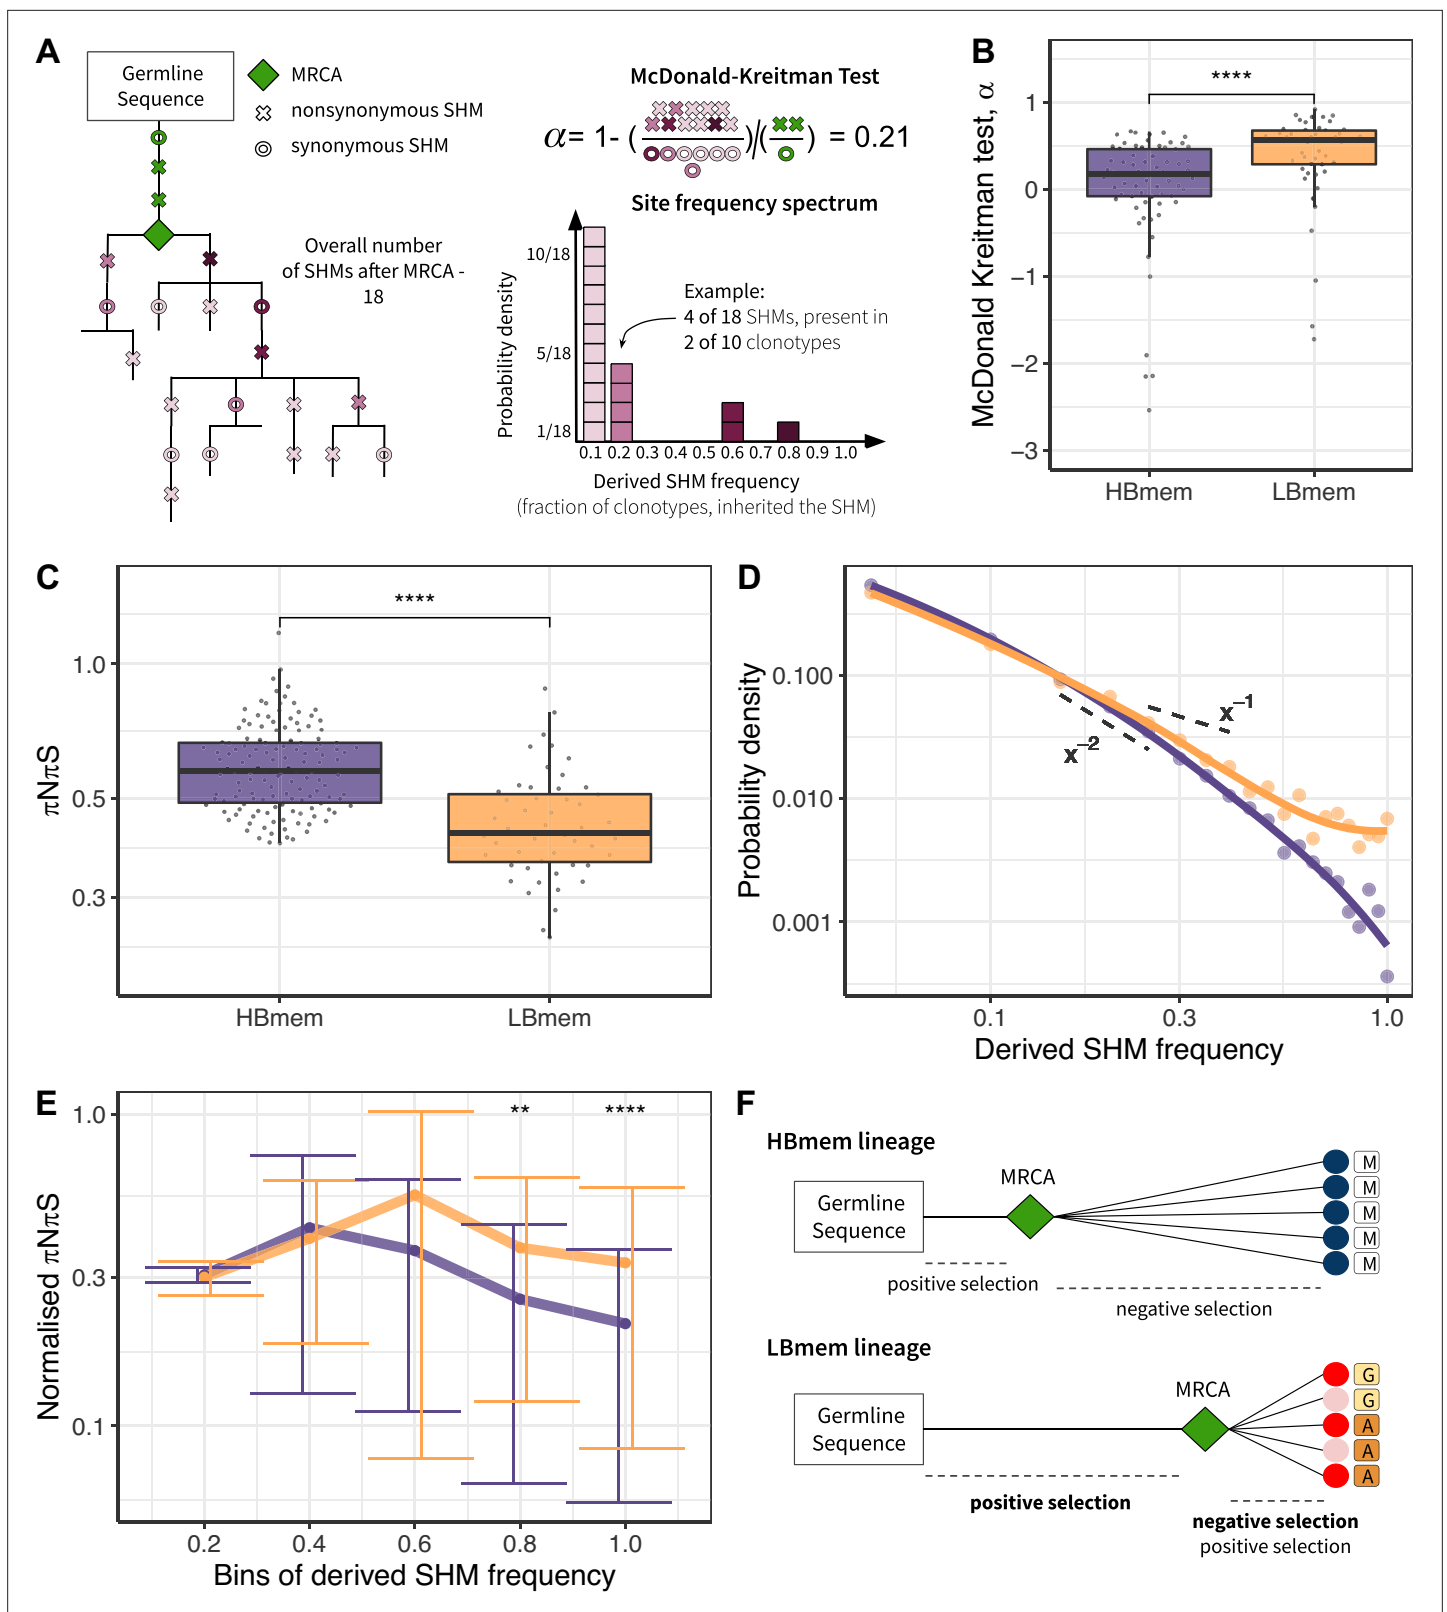 A
Germline
Sequence
MRCA
nonsynonymous SHM
synonymous SHM
Overall number
of SHMs after MRCA -
18
McDonald-Kreitman Test
α= 1- ( )/( ) = 0.21
Site frequency spectrum
Probability density
10/18
5/18
1/18
Example:
4 of 18 SHMs, present in
2 of 10 clonotypes
0.1 0.2 0.3 0.4 0.5 0.6 0.7 0.8 0.9 1.0
Derived SHM frequency
(fraction of clonotypes, inherited the SHM)
B
McDonald Kreitman test, α
****
1
0
−1
−2
−3
HBmem LBmem
C
πNπS
****
1.0
0.5
0.3
HBmem LBmem
D
Probability density
0.100
0.010
0.001
x−1
x−2
0.1 0.3 1.0
Derived SHM frequency
E
Normalised πNπS
** ****
1.0
0.3
0.1
0.2 0.4 0.6 0.8 1.0
Bins of derived SHM frequency
F
HBmem lineage
Germline
Sequence
MRCA
M
M
M
M
M
positive selection
negative selection
LBmem lineage
Germline
Sequence
MRCA
G
G
A
A
A
positive selection
negative selection
positive selection